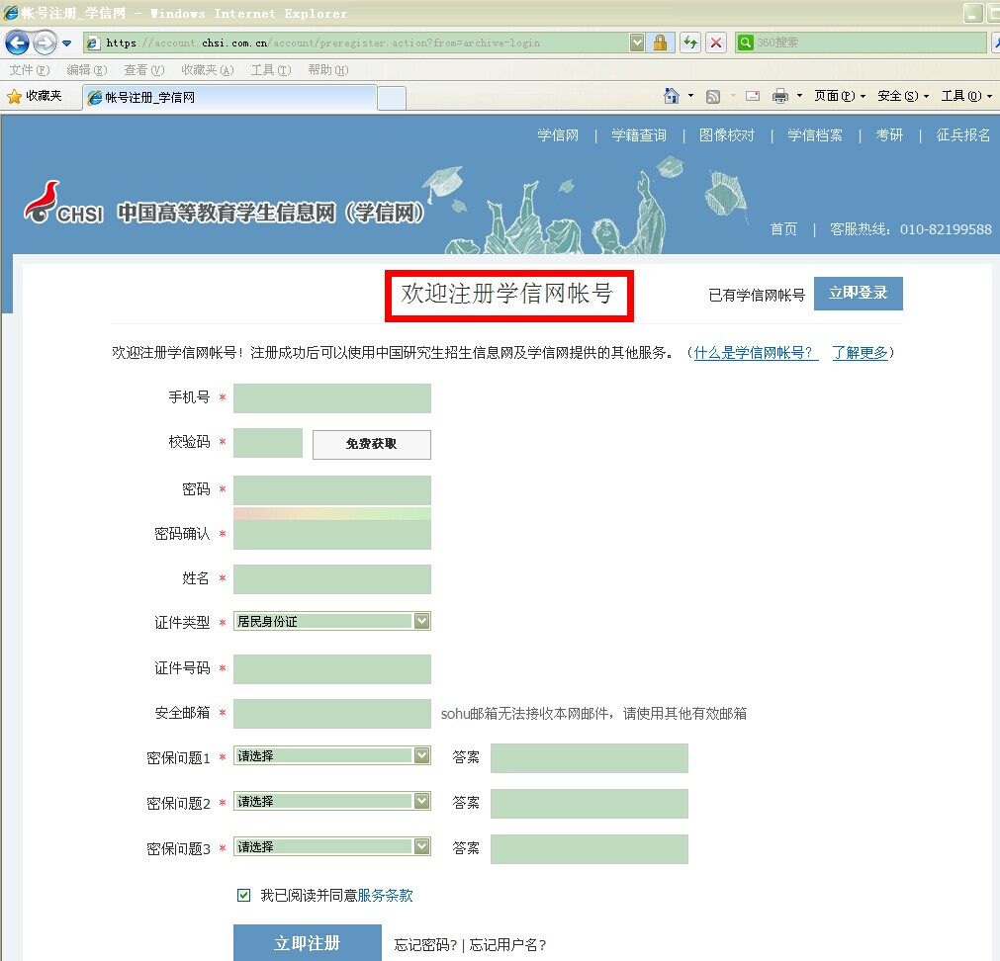 帐号注册_学信网 - Windows Internet Explorer
https://account.chsi.com.cn/account/preregister.action?from=archive-login
360搜索
文件(F) 编辑(E) 查看(V) 收藏夹(A) 工具(T) 帮助(H)
收藏夹 帐号注册_学信网 页面(P) 安全(S) 工具(O)
学信网 | 学籍查询 | 图像校对 | 学信档案 | 考研 | 征兵报名
CHSI 中国高等教育学生信息网（学信网）
首页 | 客服热线：010-82199588
欢迎注册学信网帐号 已有学信网帐号 立即登录
欢迎注册学信网帐号！注册成功后可以使用中国研究生招生信息网及学信网提供的其他服务。（什么是学信网帐号？ 了解更多）
手机号 *
校验码 * 免费获取
密码 *
密码确认 *
姓名 *
证件类型 * 居民身份证
证件号码 *
安全邮箱 * sohu邮箱无法接收本网邮件，请使用其他有效邮箱
密保问题1 * 请选择 答案
密保问题2 * 请选择 答案
密保问题3 * 请选择 答案
我已阅读并同意服务条款
立即注册 忘记密码? | 忘记用户名?